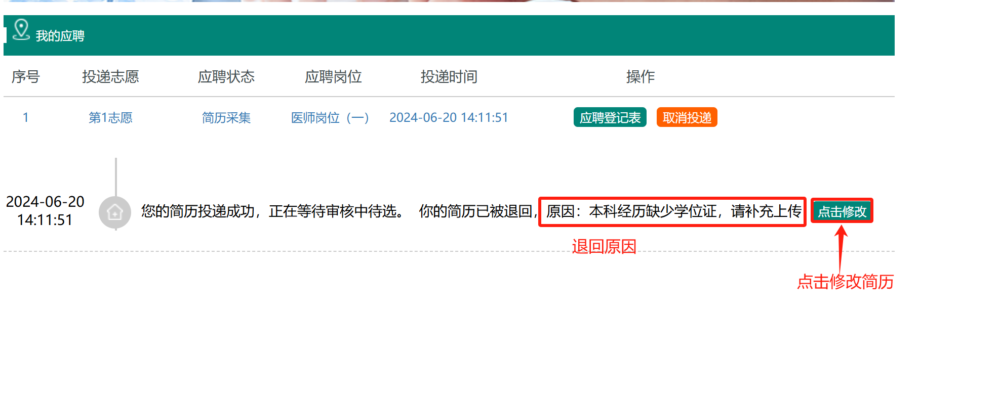 我的应聘
序号 投递志愿 应聘状态 应聘岗位 投递时间 操作
1 第1志愿 简历采集 医师岗位（一） 2024-06-20 14:11:51 应聘登记表 取消投递
2024-06-20
14:11:51
您的简历投递成功，正在等待审核中待选。 你的简历已被退回，原因：本科经历缺少学位证，请补充上传 点击修改
退回原因
点击修改简历